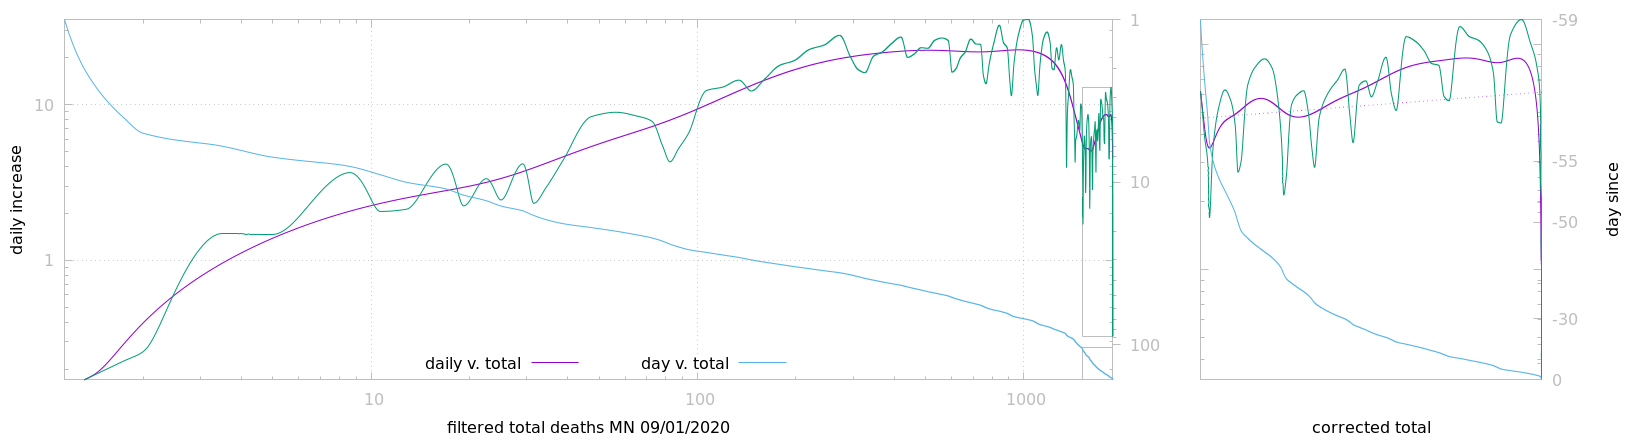 daily increase
10
1
1
10
100
daily v. total
day v. total
10
100
1000
filtered total deaths MN 09/01/2020
-59
-55
-50
-30
0
day since
corrected total